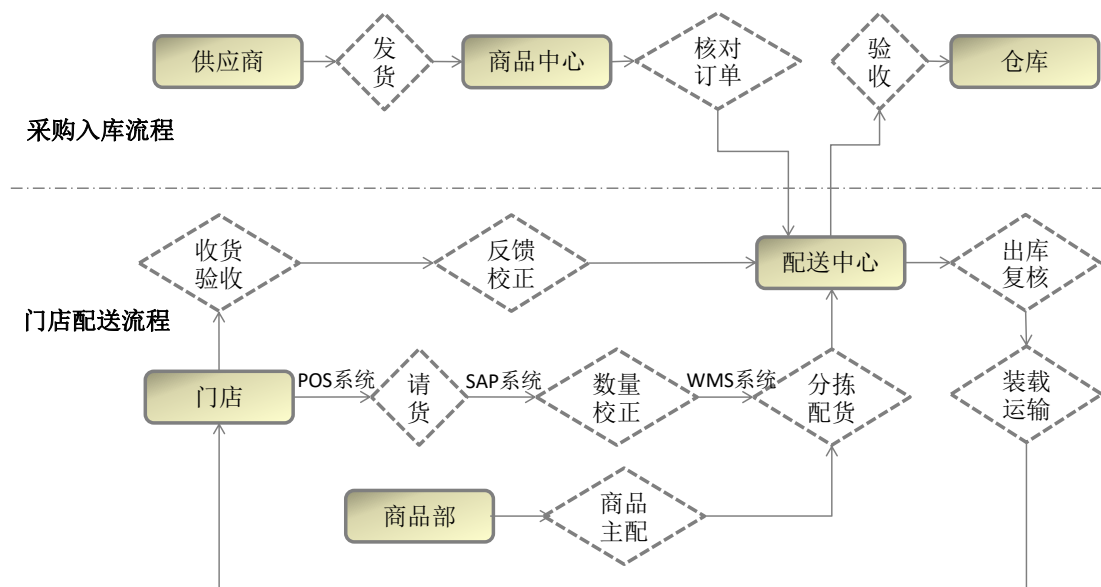 供应商
发
货
商品中心
核对
订单
验
收
仓库
采购入库流程
收货
验收
反馈
校正
配送中心
出库
复核
门店配送流程
门店
POS系统
请
货
SAP系统
数量
校正
WMS系统
分拣
配货
装载
运输
商品部
商品
主配